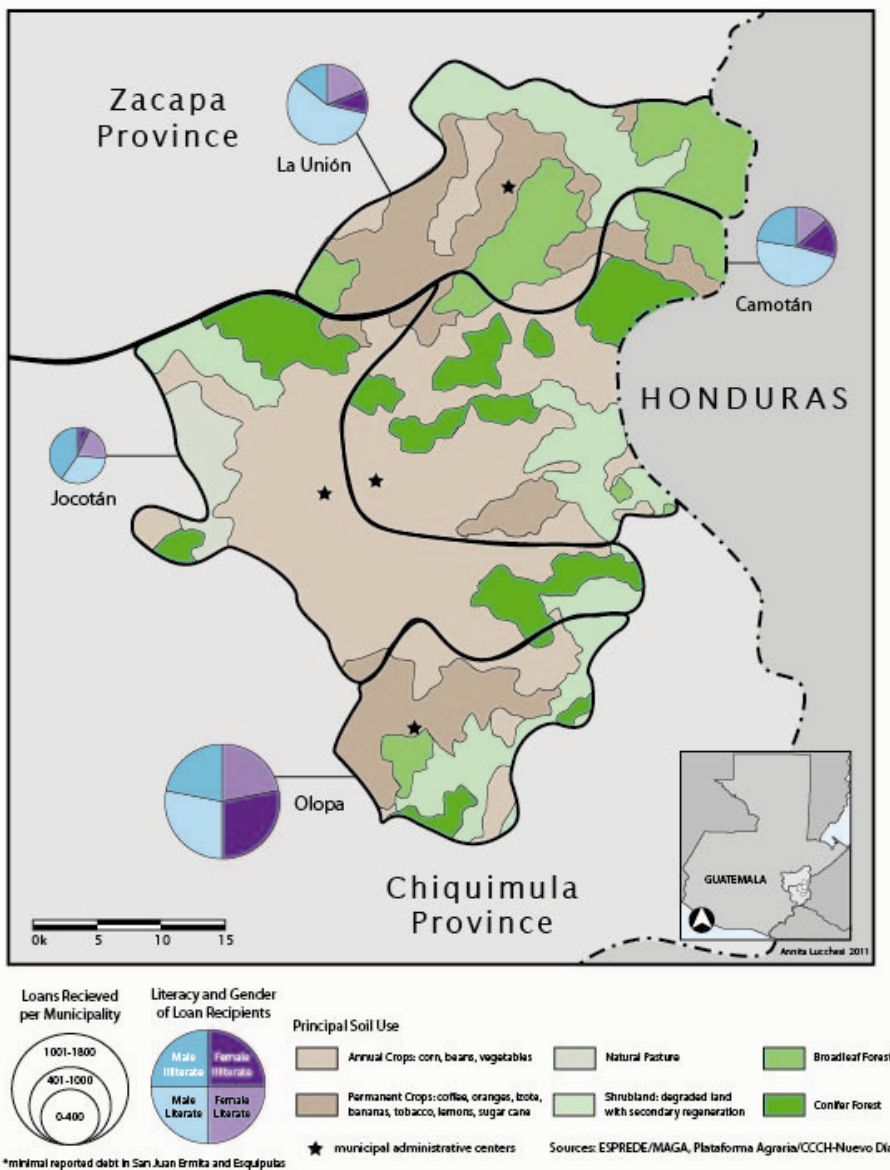 Zacapa
Province
La Unión
Camotán
HONDURAS
Jocotán
Olopa
Chiquimula
Province
GUATEMALA
0k 5 10 15
Annita Lucchesi 2011
Loans Recieved
per Municipality
1001-1800
401-1000
0-400
Literacy and Gender
of Loan Recipients
Male
Illiterate
Female
Illiterate
Male
Literate
Female
Literate
Principal Soil Use
Annual Crops: corn, beans, vegetables
Permanent Crops: coffee, oranges, izote,
bananas, tobacco, lemons, sugar cane
Natural Pasture
Shrubland: degraded land
with secondary regeneration
Broadleaf Forest
Conifer Forest
municipal administrative centers
Sources: ESPREDE/MAGA, Plataforma Agraria/CCCH-Nuevo
*minimal reported debt in San Juan Ermita and Esquipulas